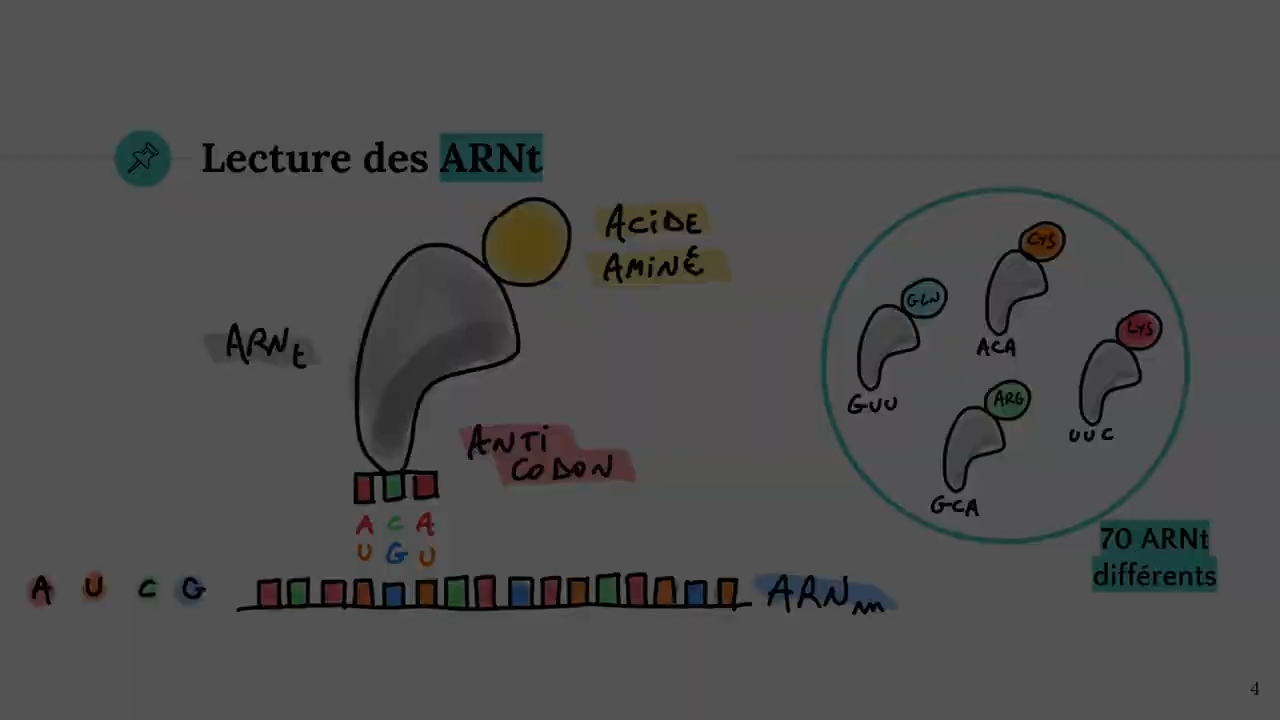 Lecture des ARNt
ACIDE
AMINÉ
ARNt
ANTI
CODON
A C A
U G U
A U C G
ARNm
CYS
ACA
GLN
GUU
LYS
UUC
ARG
GCA
70 ARNt
différents
4